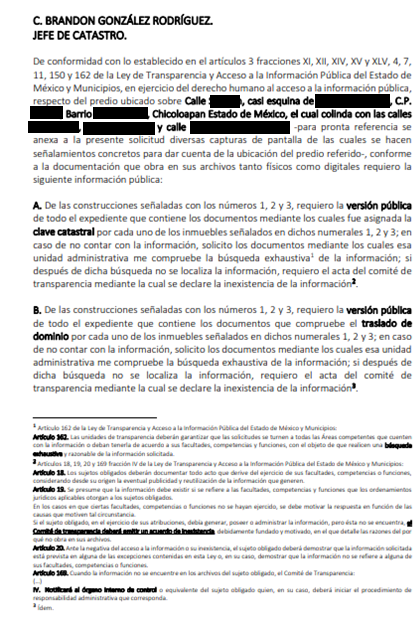 C. BRANDON GONZÁLEZ RODRÍGUEZ.
JEFE DE CATASTRO.
De conformidad con lo establecido en el artículos 3 fracciones XI, XII, XIV, XV y XLV, 4, 7,
11, 150 y 162 de la Ley de Transparencia y Acceso a la Información Pública del Estado de
México y Municipios, en ejercicio del derecho humano al acceso a la información pública,
respecto del predio ubicado sobre Calle S, casi esquina de , C.P.
Barrio , Chicoloapan Estado de México, el cual colinda con las calles
, y calle -para pronta referencia se
anexa a la presente solicitud diversas capturas de pantalla de las cuales se hacen
señalamientos concretos para dar cuenta de la ubicación del predio referido-, conforme
a la documentación que obra en sus archivos tanto físicos como digitales requiero la
siguiente información pública:
A. De las construcciones señaladas con los números 1, 2 y 3, requiero la versión pública
de todo el expediente que contiene los documentos mediante los cuales fue asignada la
clave catastral por cada uno de los inmuebles señalados en dichos numerales 1, 2 y 3; en
caso de no contar con la información, solicito los documentos mediante los cuales esa
unidad administrativa me compruebe la búsqueda exhaustiva¹ de la información; si
después de dicha búsqueda no se localiza la información, requiero el acta del comité de
transparencia mediante la cual se declare la inexistencia de la información².
B. De las construcciones señaladas con los números 1, 2 y 3, requiero la versión pública
de todo el expediente que contiene los documentos que compruebe el traslado de
dominio por cada uno de los inmuebles señalados en dichos numerales 1, 2 y 3; en caso
de no contar con la información, solicito los documentos mediante los cuales esa unidad
administrativa me compruebe la búsqueda exhaustiva de la información; si después de
dicha búsqueda no se localiza la información, requiero el acta del comité de
transparencia mediante la cual se declare la inexistencia de la información³.
¹ Artículo 162 de la Ley de Transparencia y Acceso a la Información Pública del Estado de México y Municipios:
Artículo 162. Las unidades de transparencia deberán garantizar que las solicitudes se turnen a todas las Áreas competentes que cuenten
con la información o deban tenerla de acuerdo a sus facultades, competencias y funciones, con el objeto de que realicen una búsqueda
exhaustiva y razonable de la información solicitada.
² Artículos 18, 19, 20 y 169 fracción IV de la Ley de Transparencia y Acceso a la Información Pública del Estado de México y Municipios:
Artículo 18. Los sujetos obligados deberán documentar todo acto que derive del ejercicio de sus facultades, competencias o funciones,
considerando desde su origen la eventual publicidad y reutilización de la información que generen.
Artículo 19. Se presume que la información debe existir si se refiere a las facultades, competencias y funciones que los ordenamientos
jurídicos aplicables otorgan a los sujetos obligados.
En los casos en que ciertas facultades, competencias o funciones no se hayan ejercido, se debe motivar la respuesta en función de las
causas que motiven tal circunstancia.
Si el sujeto obligado, en el ejercicio de sus atribuciones, debía generar, poseer o administrar la información, pero ésta no se encuentra, el
Comité de transparencia deberá emitir un acuerdo de inexistencia, debidamente fundado y motivado, en el que detalle las razones del por
qué no obra en sus archivos.
Artículo 20. Ante la negativa del acceso a la información o su inexistencia, el sujeto obligado deberá demostrar que la información solicitada
está prevista en alguna de las excepciones contenidas en esta Ley o, en su caso, demostrar que la información no se refiere a alguna de
sus facultades, competencias o funciones.
Artículo 169. Cuando la información no se encuentre en los archivos del sujeto obligado, el Comité de Transparencia:
(...)
IV. Notificará al órgano interno de control o equivalente del sujeto obligado quien, en su caso, deberá iniciar el procedimiento de
responsabilidad administrativa que corresponda.
³ Ídem.